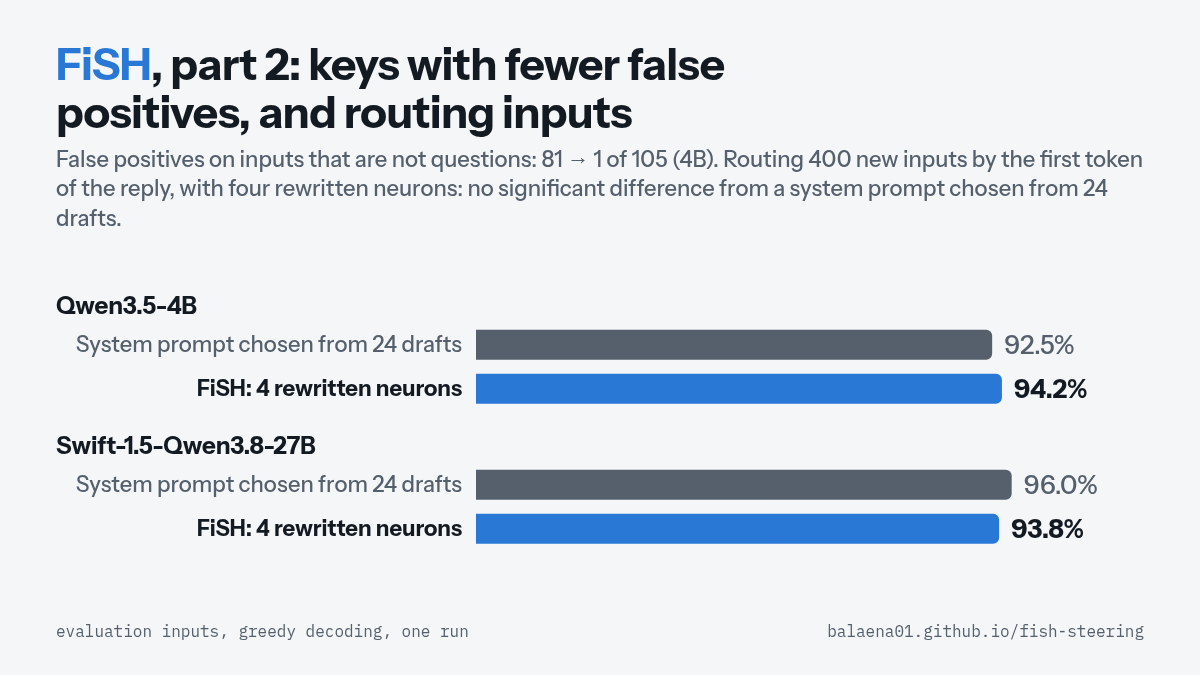 FiSH, part 2: keys with fewer false
positives, and routing inputs
False positives on inputs that are not questions: 81 → 1 of 105 (4B). Routing 400 new inputs by the first token
of the reply, with four rewritten neurons: no significant difference from a system prompt chosen from 24
drafts.
Qwen3.5-4B
System prompt chosen from 24 drafts 92.5%
FiSH: 4 rewritten neurons 94.2%
Swift-1.5-Qwen3.8-27B
System prompt chosen from 24 drafts 96.0%
FiSH: 4 rewritten neurons 93.8%
evaluation inputs, greedy decoding, one run
balaena01.github.io/fish-steering